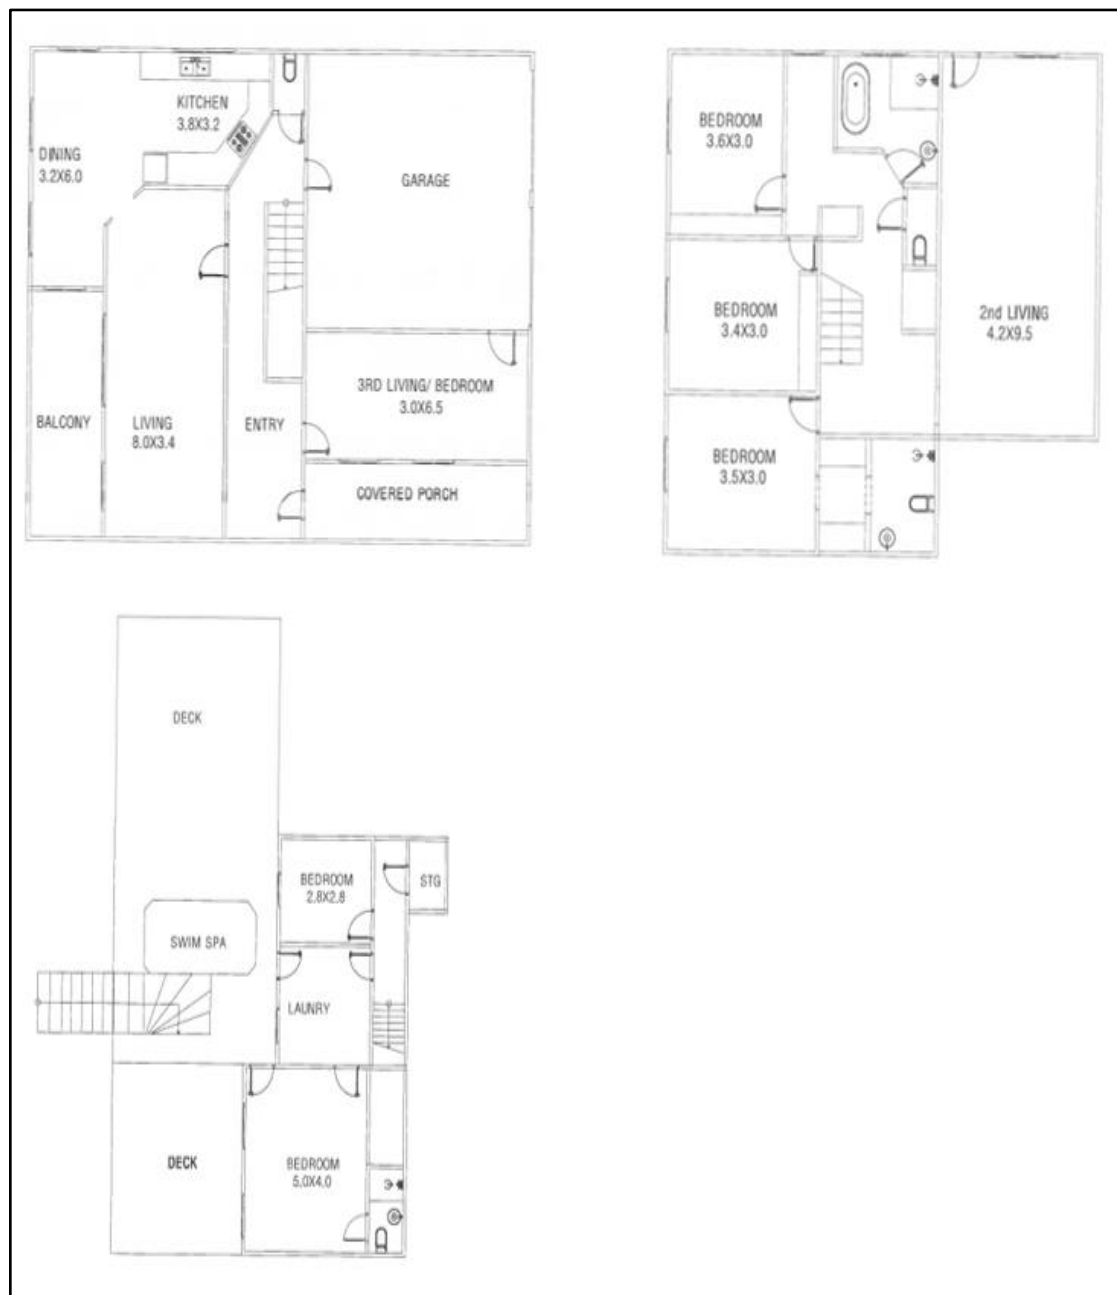 KITCHEN
3.8X3.2
DINING
3.2X6.0
GARAGE
3RD LIVING/ BEDROOM
3.0X6.5
BALCONY
LIVING
8.0X3.4
ENTRY
COVERED PORCH
BEDROOM
3.6X3.0
BEDROOM
3.4X3.0
2nd LIVING
4.2X9.5
BEDROOM
3.5X3.0
DECK
BEDROOM
2.8X2.8
STG
SWIM SPA
LAUNRY
DECK
BEDROOM
5.0X4.0